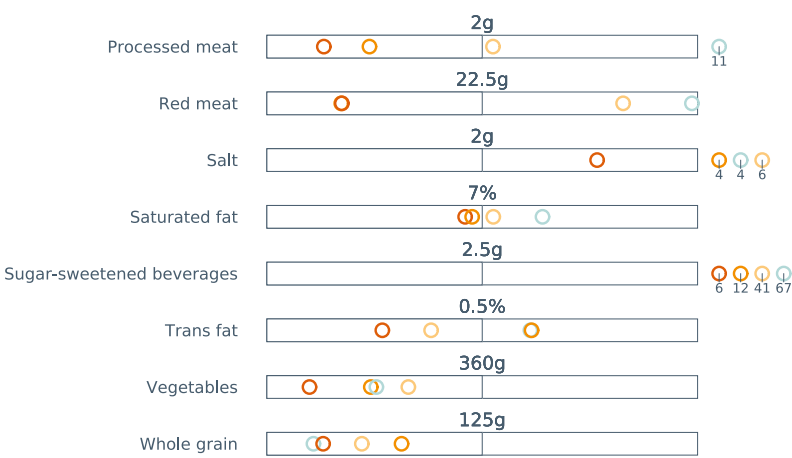 2g
Processed meat
11
22.5g
Red meat
2g
Salt
4 4 6
7%
Saturated fat
2.5g
Sugar-sweetened beverages
6 12 41 67
0.5%
Trans fat
360g
Vegetables
125g
Whole grain